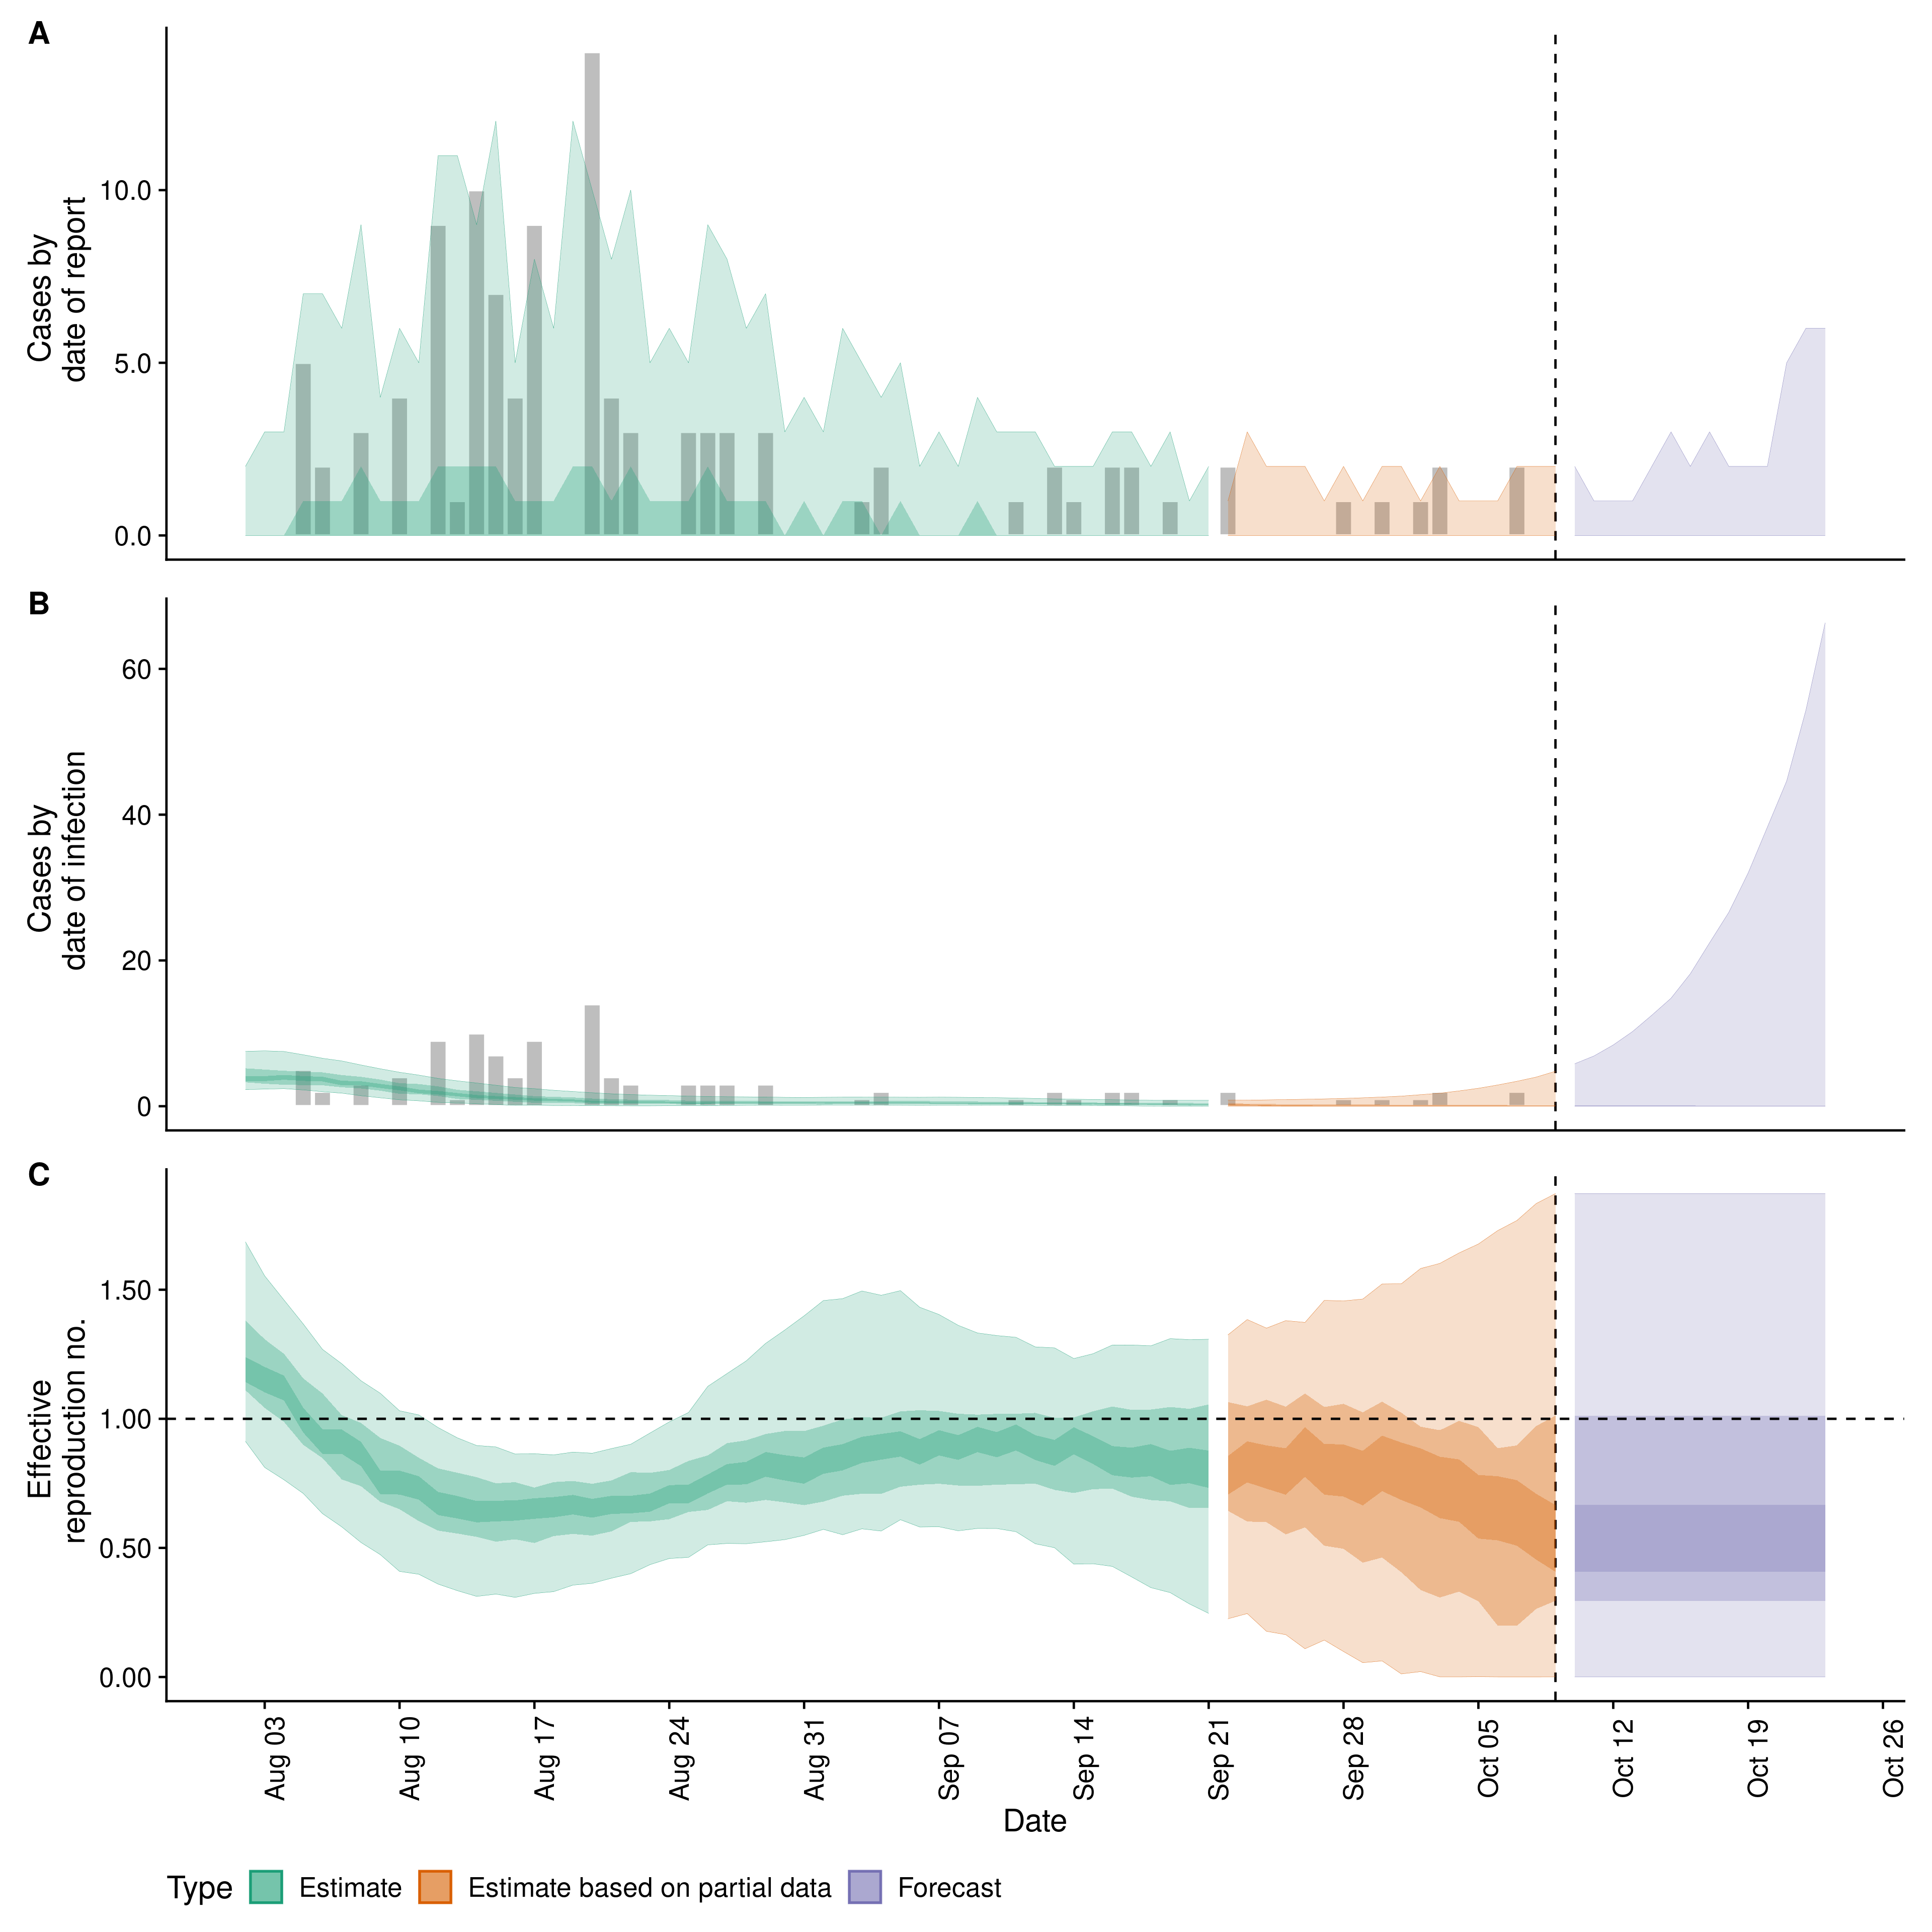 A
Cases by
date of report
10.0
5.0
0.0
B
Cases by
date of infection
60
40
20
0
C
Effective
reproduction no.
1.50
1.00
0.50
0.00
Aug 03
Aug 10
Aug 17
Aug 24
Aug 31
Sep 07
Sep 14
Sep 21
Sep 28
Oct 05
Oct 12
Oct 19
Oct 26
Date
Type Estimate Estimate based on partial data Forecast